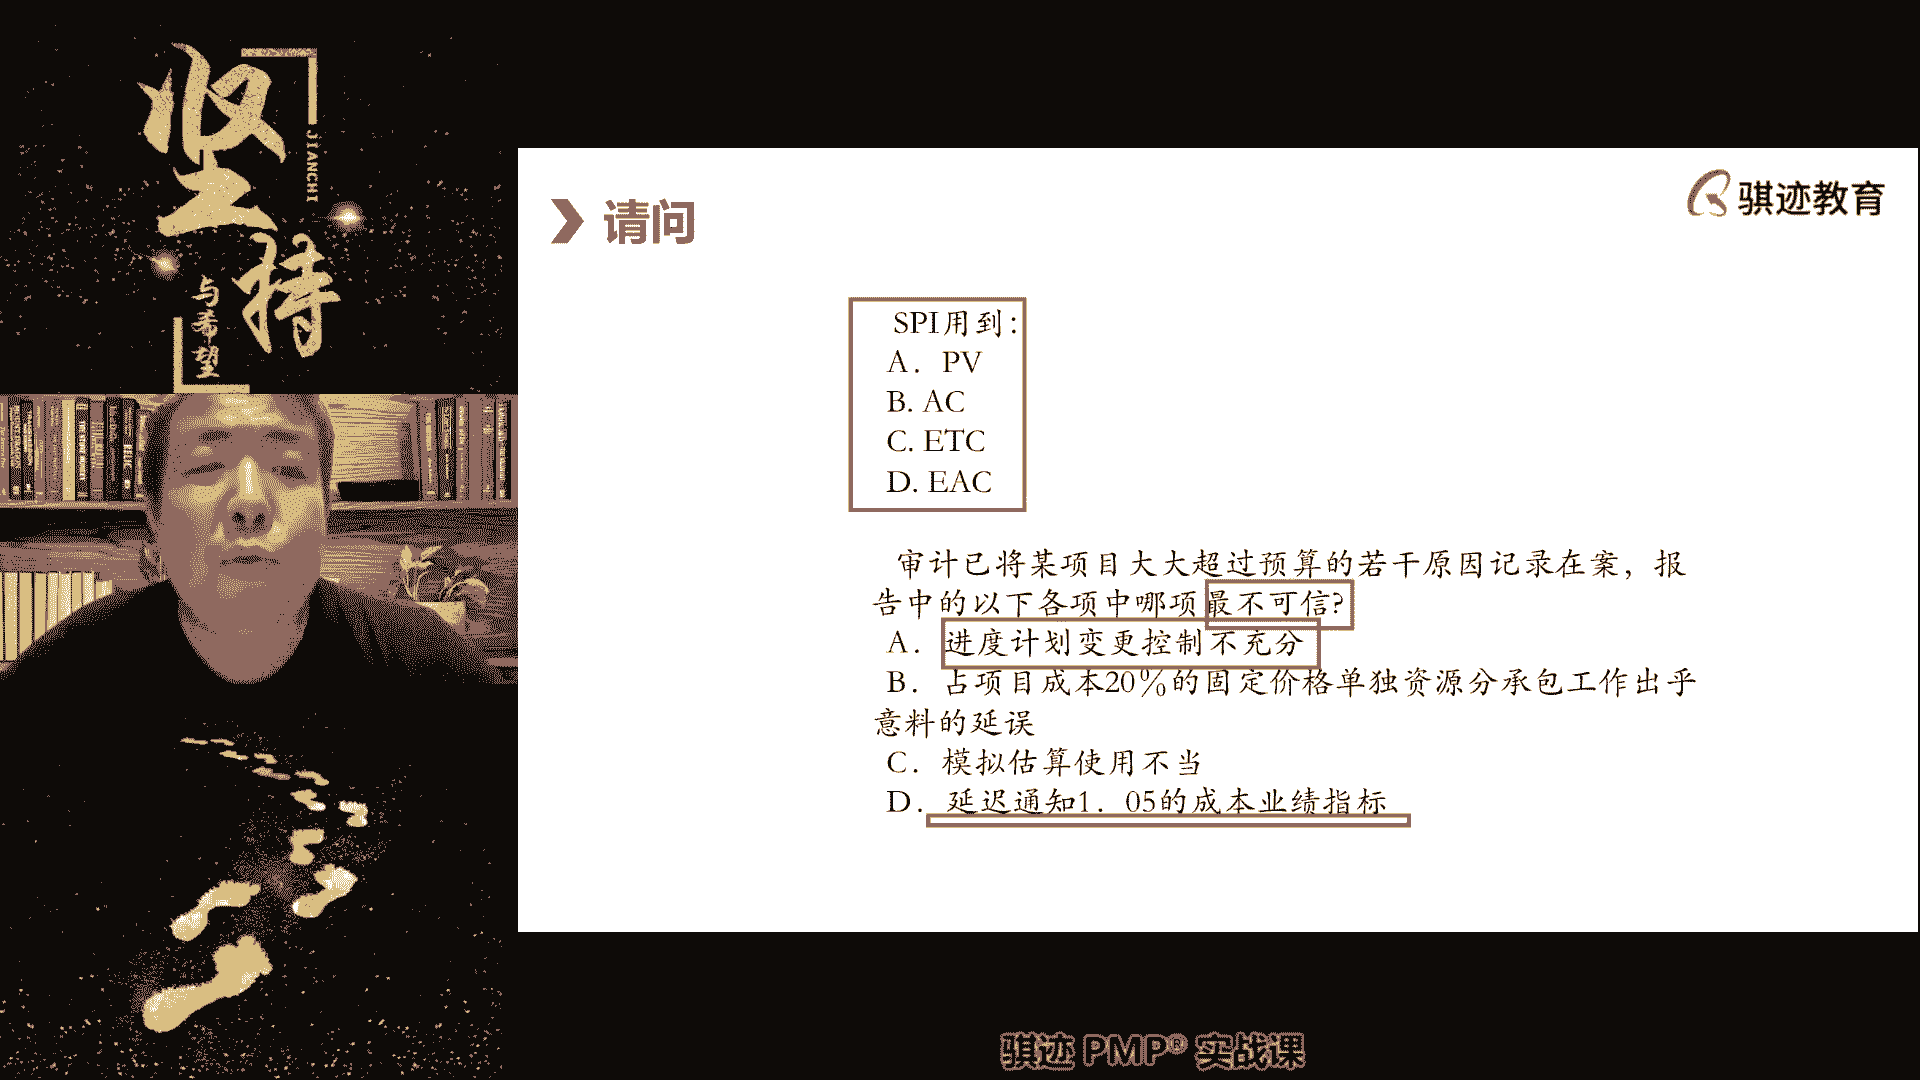 坚持
JIANCHI
与希望
骐迹教育
请问
SPI用到：
A．PV
B. AC
C. ETC
D. EAC
审计已将某项目大大超过预算的若干原因记录在案，报
告中的以下各项中哪项最不可信？
A．进度计划变更控制不充分
B．占项目成本20％的固定价格单独资源分承包工作出乎
意料的延误
C．模拟估算使用不当
D．延迟通知1．05的成本业绩指标
骐迹 PMP® 实战课